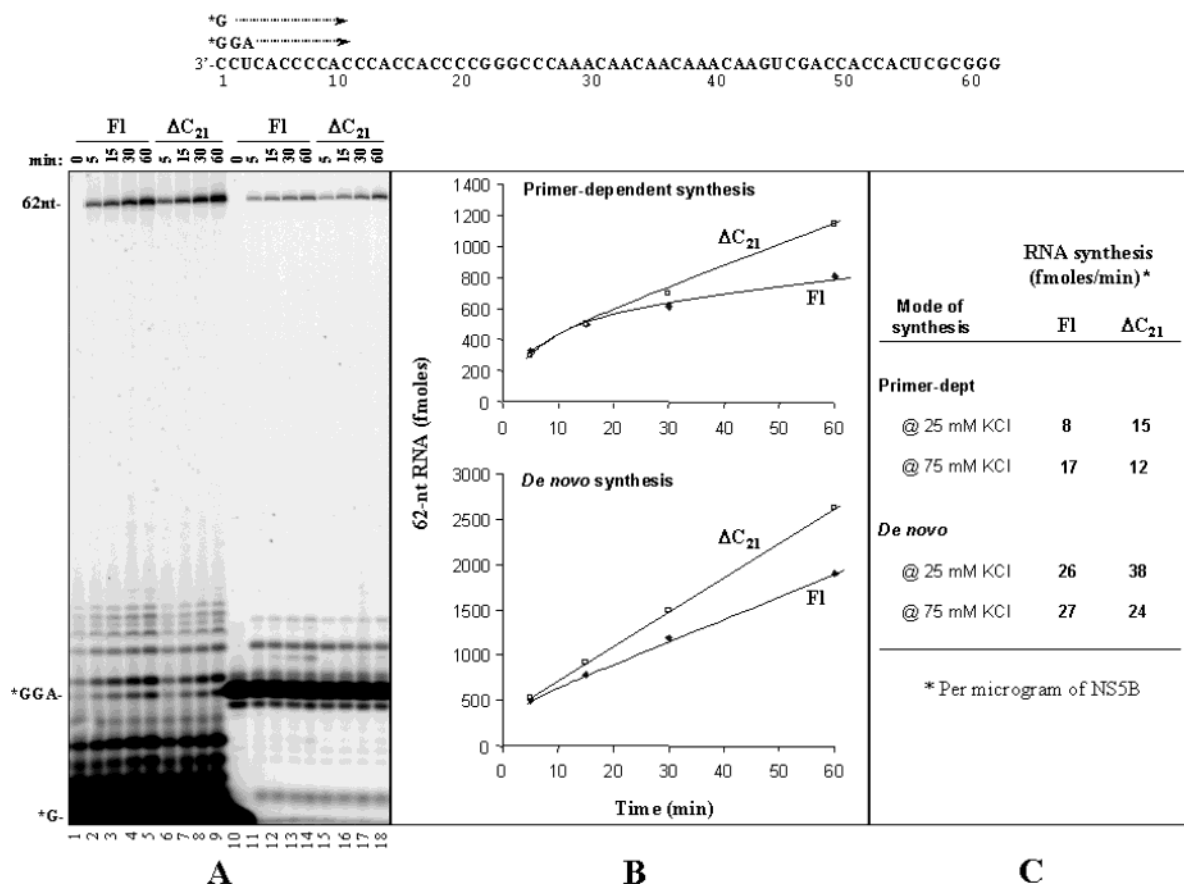 *G
*GGA
3'-CCUCACCCCACCCACCACCCCGGGCCCAAACAACAACAAACAAGUCGACCACCACUCGCGGG
1 10 20 30 40 50 60
Fl ΔC21 Fl ΔC21
min: 0 5 15 30 60 5 15 30 60 0 5 15 30 60 5 15 30 60
62nt-
*GGA-
*G-
1 2 3 4 5 6 7 8 9 10 11 12 13 14 15 16 17 18
A
62-nt RNA (fmoles)
Primer-dependent synthesis
1400
1200
1000
800
600
400
200
0
ΔC21
Fl
0 10 20 30 40 50 60
De novo synthesis
3000
2500
2000
1500
1000
500
0
ΔC21
Fl
0 10 20 30 40 50 60
Time (min)
B
RNA synthesis
(fmoles/min)*
Mode of
synthesis
Fl ΔC21
Primer-dept
@ 25 mM KCl 8 15
@ 75 mM KCl 17 12
De novo
@ 25 mM KCl 26 38
@ 75 mM KCl 27 24
* Per microgram of NS5B
C